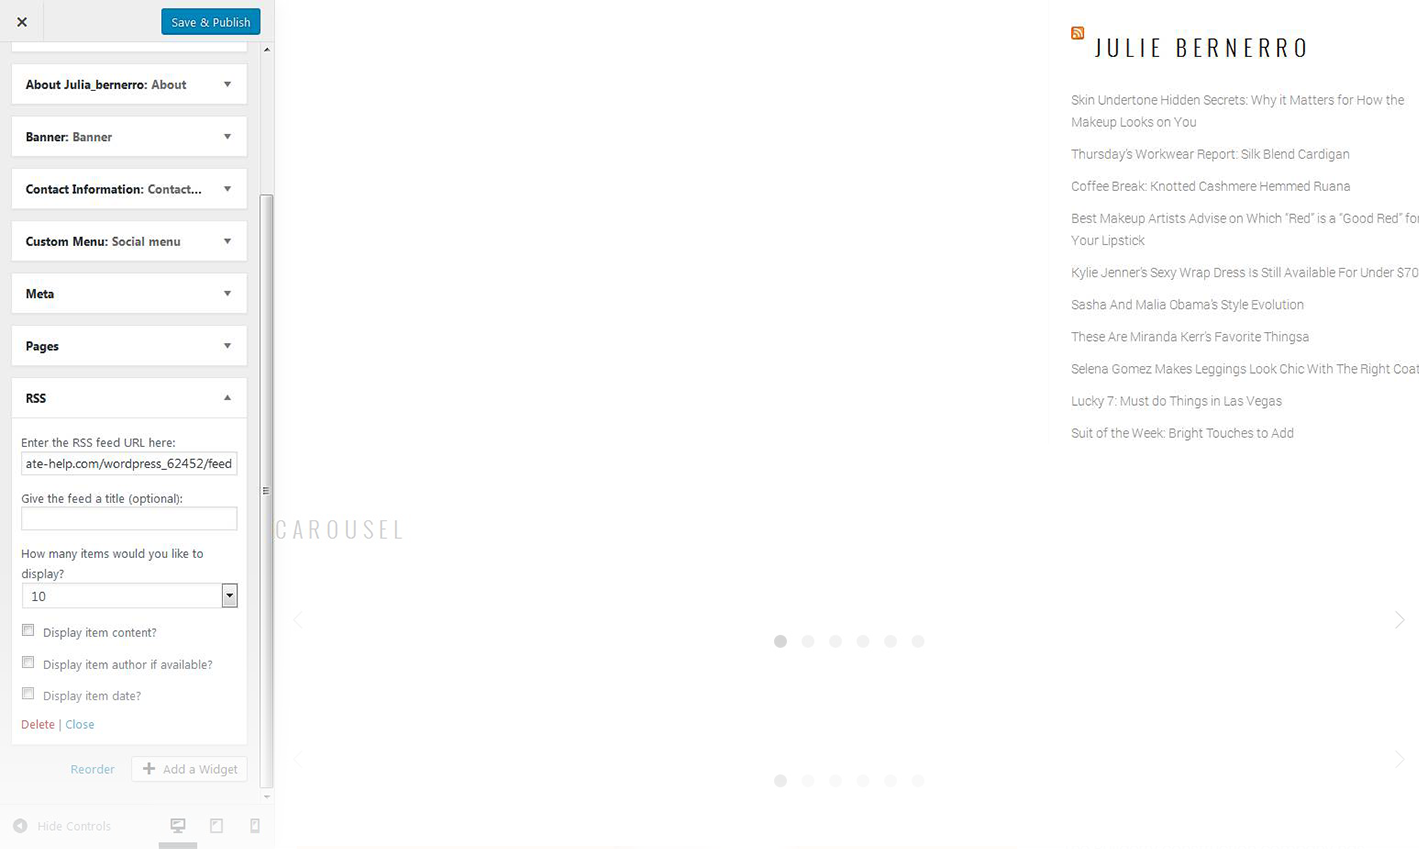 Save & Publish
About Julia_bernerro: About
Banner: Banner
Contact Information: Contact...
Custom Menu: Social menu
Meta
Pages
RSS
Enter the RSS feed URL here:
ate-help.com/wordpress_62452/feed
Give the feed a title (optional):
How many items would you like to
display?
10
Display item content?
Display item author if available?
Display item date?
Delete | Close
Reorder
Add a Widget
Hide Controls
JULIE BERNERRO
Skin Undertone Hidden Secrets: Why it Matters for How the
Makeup Looks on You
Thursday’s Workwear Report: Silk Blend Cardigan
Coffee Break: Knotted Cashmere Hemmed Ruana
Best Makeup Artists Advise on Which “Red” is a “Good Red” for
Your Lipstick
Kylie Jenner’s Sexy Wrap Dress Is Still Available For Under $70
Sasha And Malia Obama’s Style Evolution
These Are Miranda Kerr’s Favorite Thingsa
Selena Gomez Makes Leggings Look Chic With The Right Coat
Lucky 7: Must do Things in Las Vegas
Suit of the Week: Bright Touches to Add
CAROUSEL